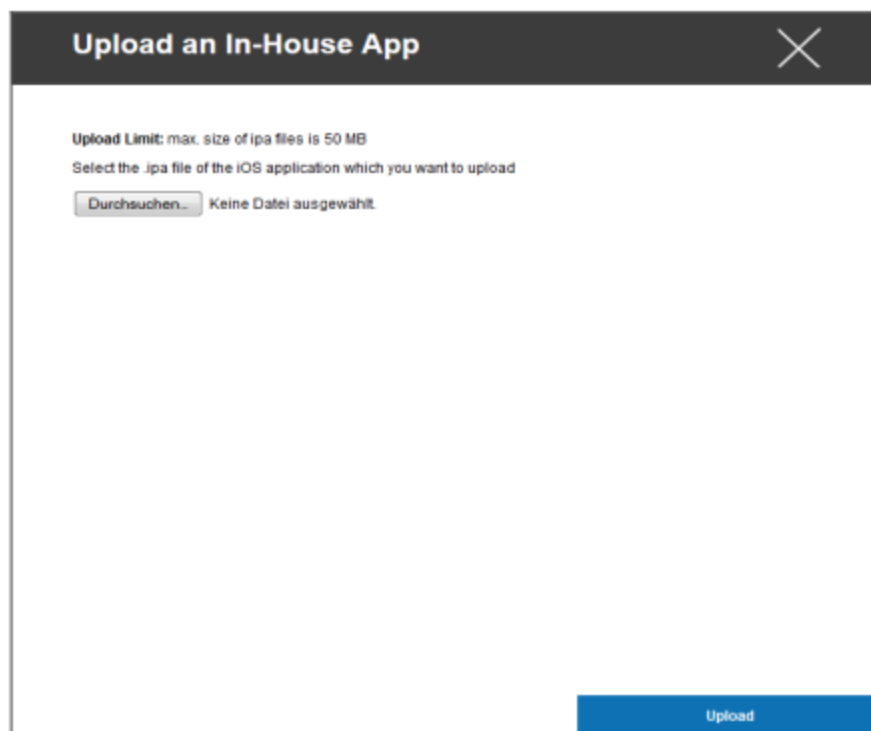 Upload an In-House App
Upload Limit: max. size of ipa files is 50 MB
Select the .ipa file of the iOS application which you want to upload
Durchsuchen... Keine Datei ausgewählt.
Upload